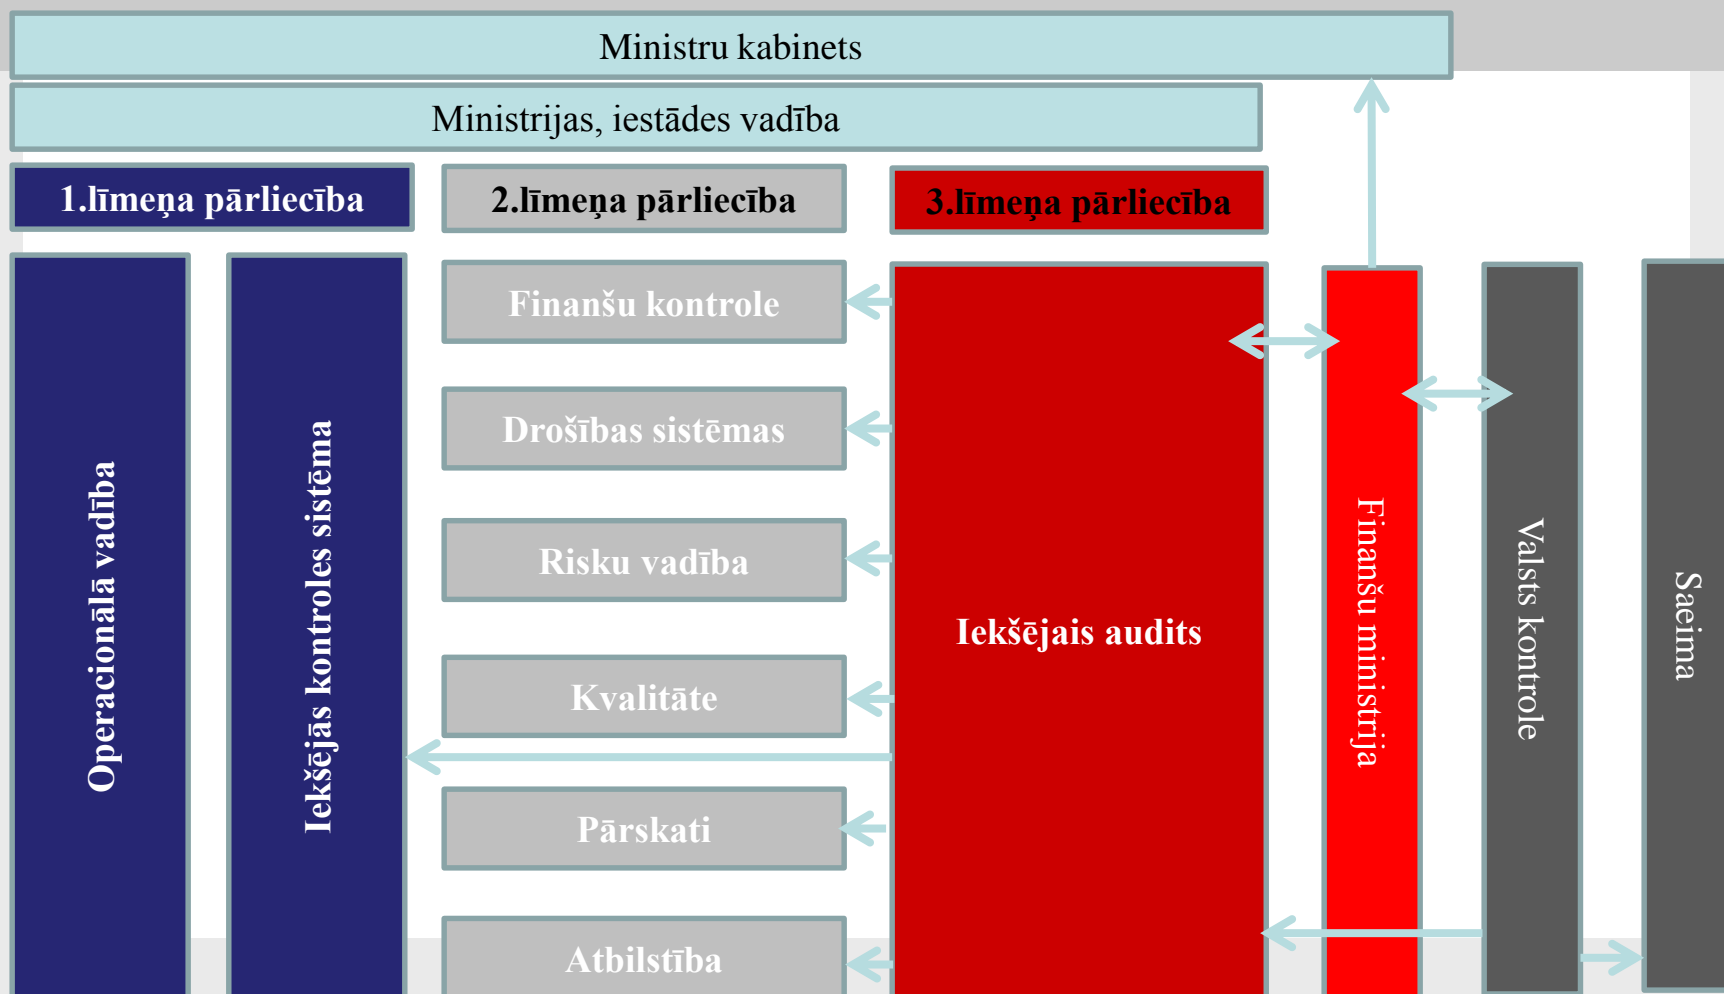 Ministru kabinets
Ministrijas, iestādes vadība
1.līmeņa pārliecība
2.līmeņa pārliecība
3.līmeņa pārliecība
Operacionālā vadība
Iekšējās kontroles sistēma
Finanšu kontrole
Drošības sistēmas
Risku vadība
Kvalitāte
Pārskati
Atbilstība
Iekšējais audits
Finanšu ministrija
Valsts kontrole
Saeima